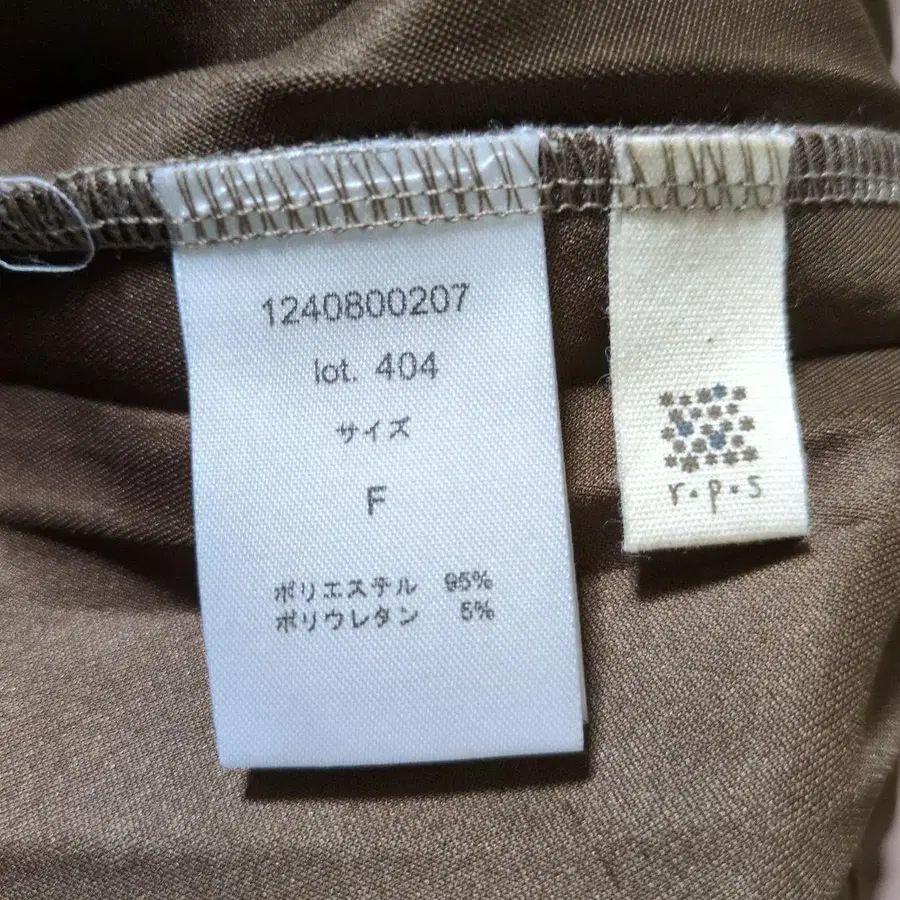 1240800207
lot. 404
サイズ
F
ポリエステル 95%
ポリウレタン 5%
r・p・s